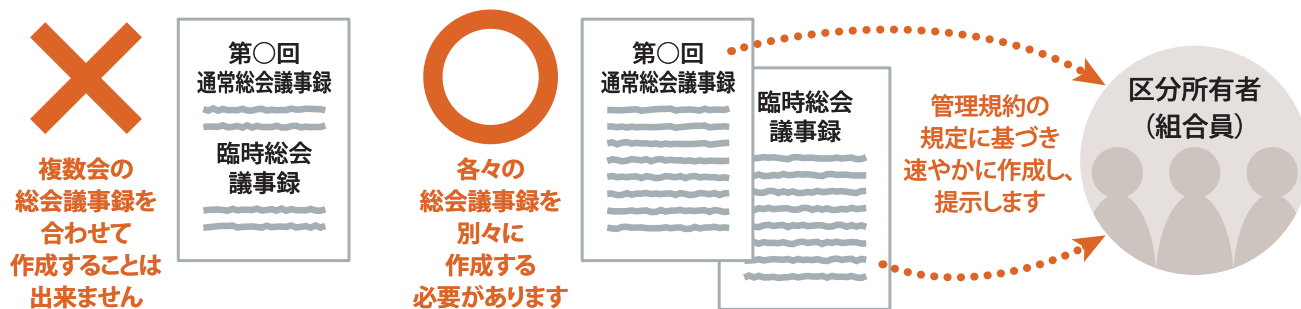 第○回
通常総会議事録
臨時総会
議事録
複数会の
総会議事録を
合わせて
作成することは
出来ません
第○回
通常総会議事録
臨時総会
議事録
各々の
総会議事録を
別々に
作成する
必要があります
管理規約の
規定に基づき
速やかに作成し、
提示します
区分所有者
（組合員）